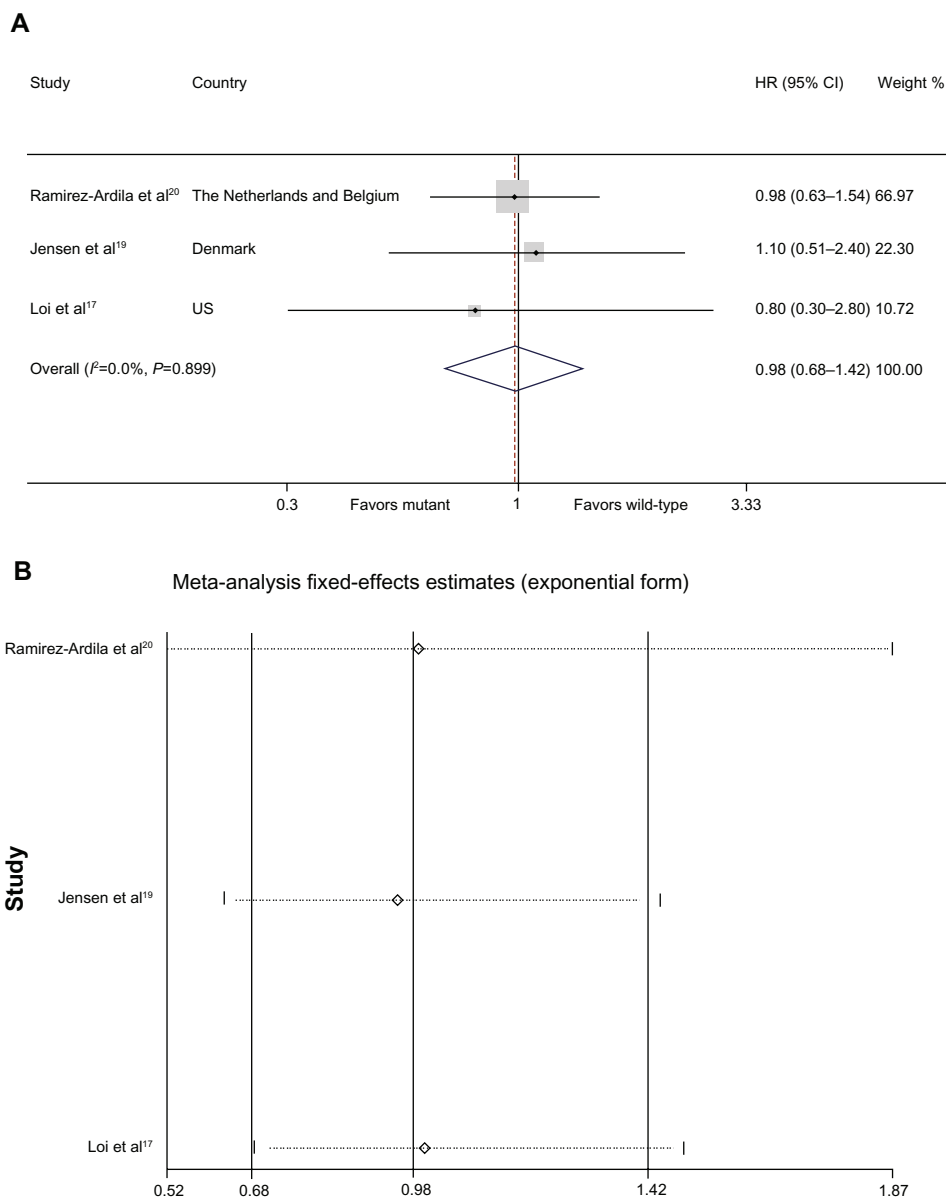 A
Study Country HR (95% CI) Weight %
Ramirez-Ardila et al20 The Netherlands and Belgium 0.98 (0.63–1.54) 66.97
Jensen et al19 Denmark 1.10 (0.51–2.40) 22.30
Loi et al17 US 0.80 (0.30–2.80) 10.72
Overall (I2=0.0%, P=0.899) 0.98 (0.68–1.42) 100.00
0.3 Favors mutant 1 Favors wild-type 3.33
B
Meta-analysis fixed-effects estimates (exponential form)
Ramirez-Ardila et al20
Study
Jensen et al19
Loi et al17
0.52 0.68 0.98 1.42 1.87